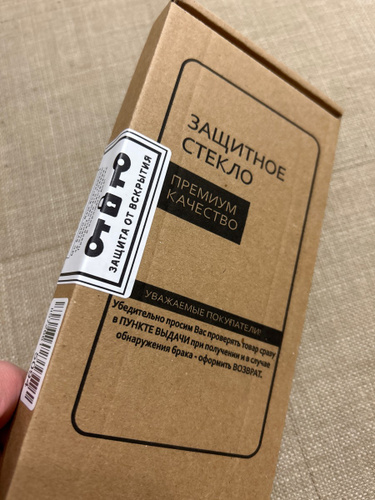 ЗАЩИТНОЕ
СТЕКЛО
ПРЕМИУМ
КАЧЕСТВО
УВАЖАЕМЫЕ ПОКУПАТЕЛИ!
Убедительно просим Вас проверять товар сразу
в ПУНКТЕ ВЫДАЧИ при получении и в случае
обнаружения брака - оформить ВОЗВРАТ.
ЗАЩИТА ОТ ВСКРЫТИЯ